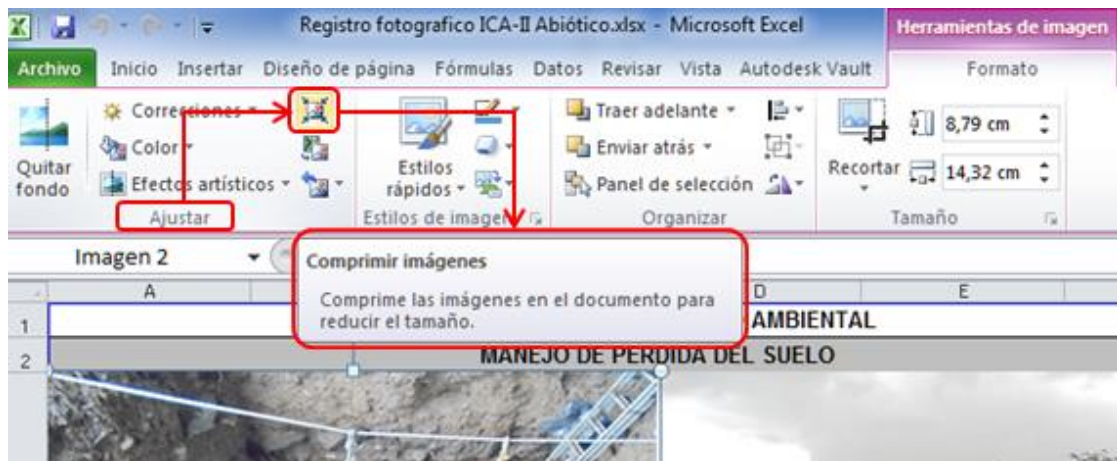 Registro fotografico ICA-II Abiótico.xlsx - Microsoft Excel
Herramientas de imagen
Archivo Inicio Insertar Diseño de página Fórmulas Datos Revisar Vista Autodesk Vault Formato
Quitar fondo
Correcciones
Color
Efectos artísticos
Ajustar
Estilos rápidos
Estilos de imagen
Traer adelante
Enviar atrás
Panel de selección
Organizar
Recortar
8,79 cm
14,32 cm
Tamaño
Imagen 2
Comprimir imágenes
Comprime las imágenes en el documento para
reducir el tamaño.
A D E
1 AMBIENTAL
2 MANEJO DE PERDIDA DEL SUELO